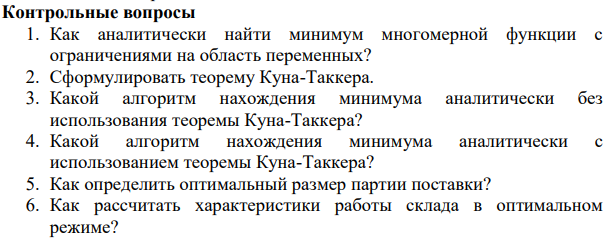 Контрольные вопросы
1. Как аналитически найти минимум многомерной функции с
ограничениями на область переменных?
2. Сформулировать теорему Куна-Таккера.
3. Какой алгоритм нахождения минимума аналитически без
использования теоремы Куна-Таккера?
4. Какой алгоритм нахождения минимума аналитически с
использованием теоремы Куна-Таккера?
5. Как определить оптимальный размер партии поставки?
6. Как рассчитать характеристики работы склада в оптимальном
режиме?